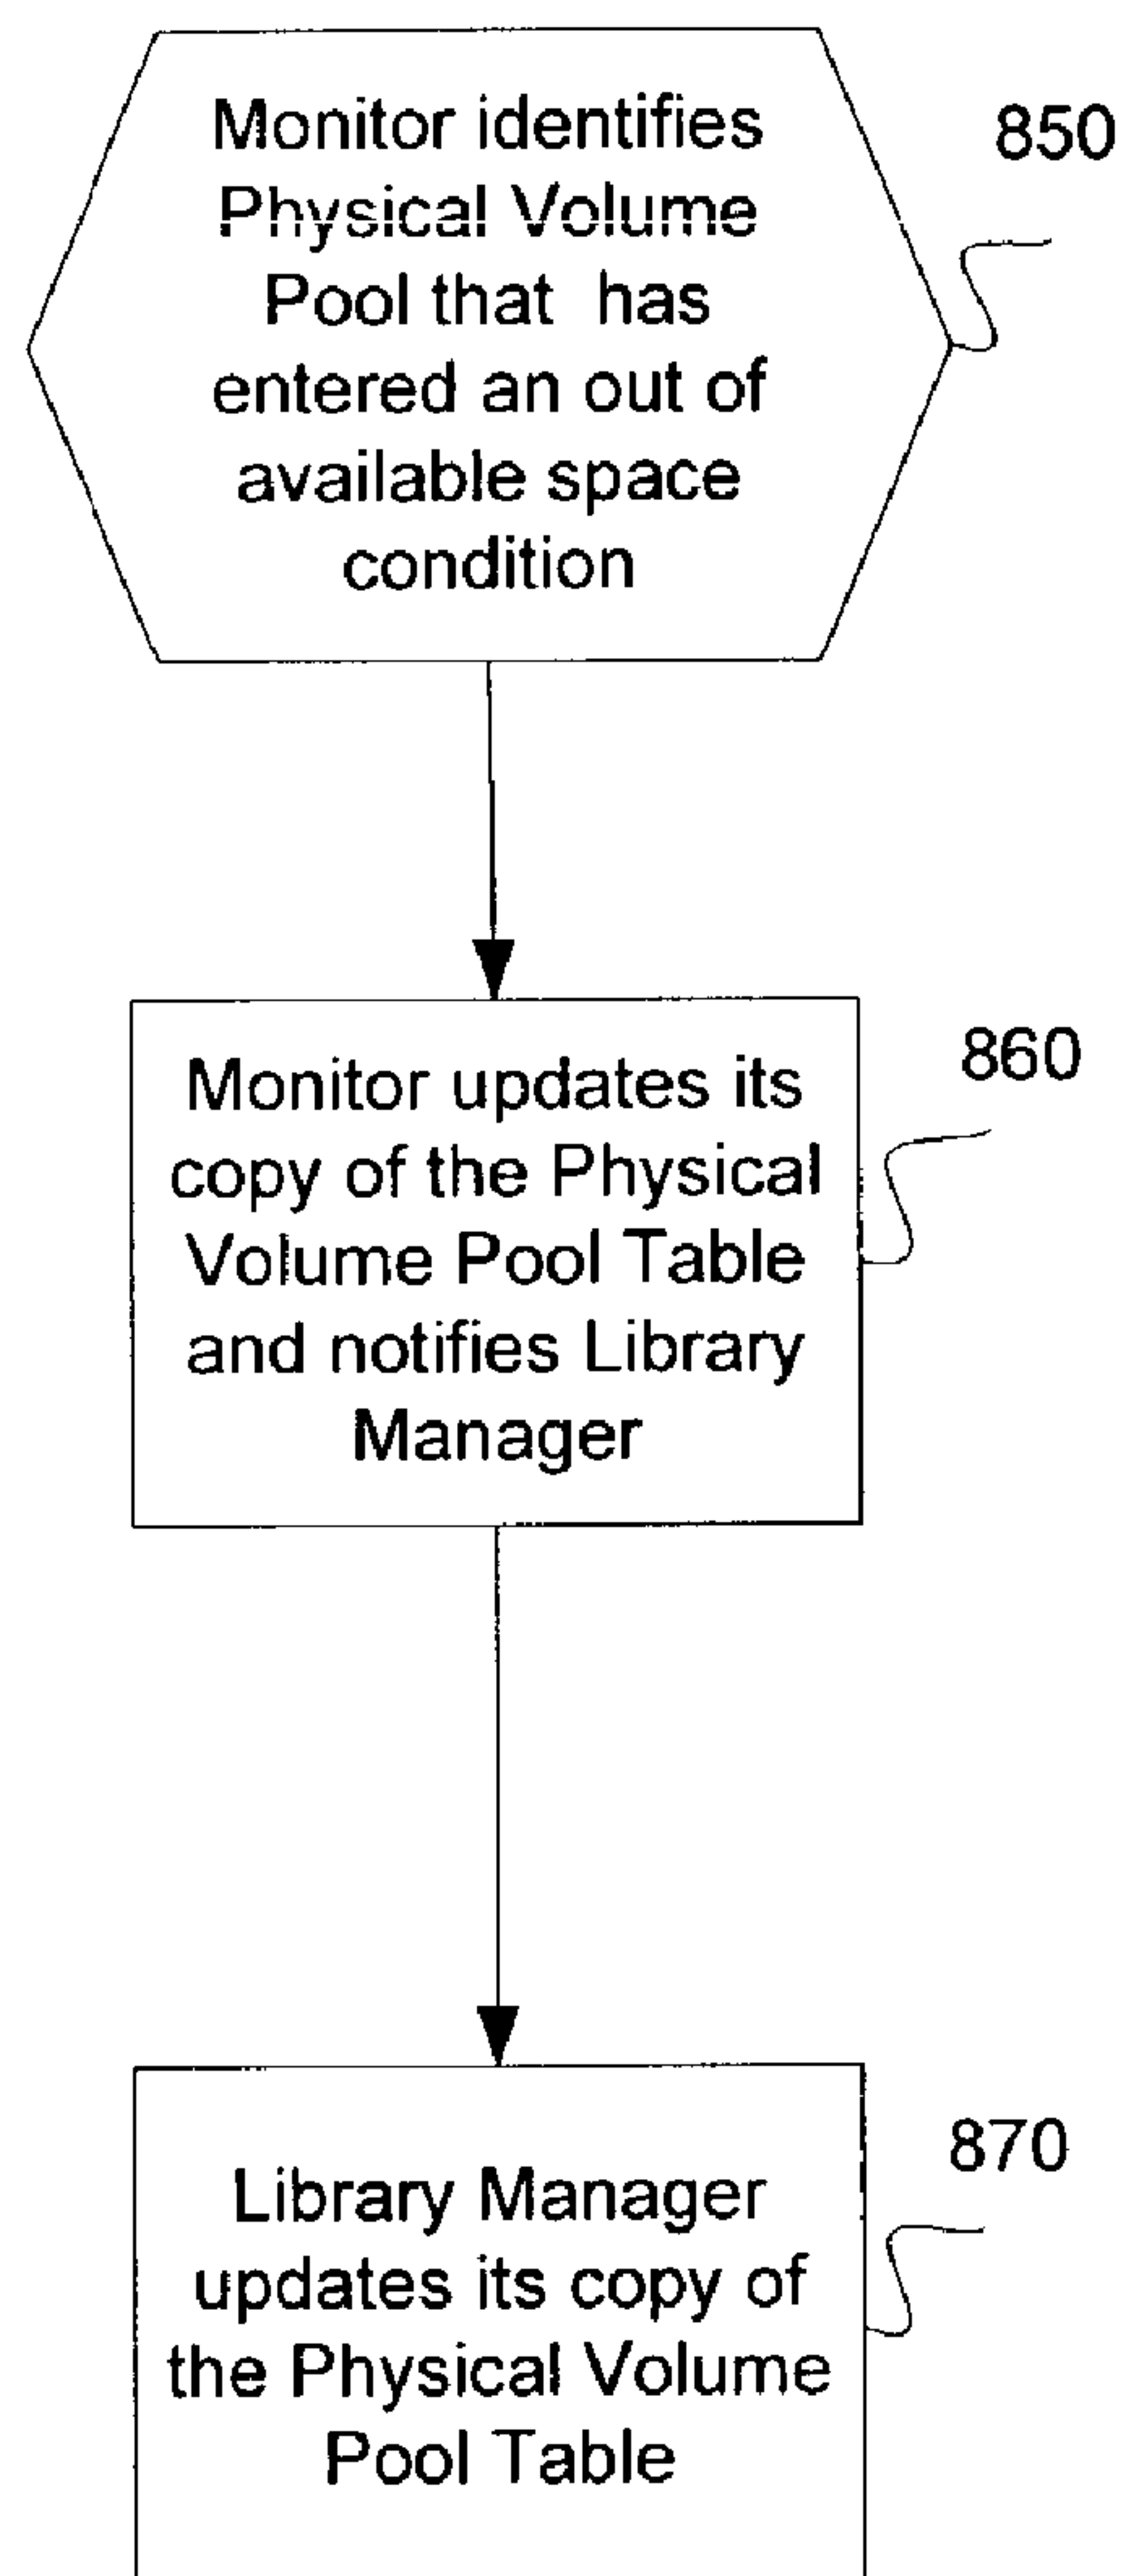 Monitor identifies
Physical Volume
Pool that has
entered an out of
available space
condition
850
Monitor updates its
copy of the Physical
Volume Pool Table
and notifies Library
Manager
860
Library Manager
updates its copy of
the Physical Volume
Pool Table
870